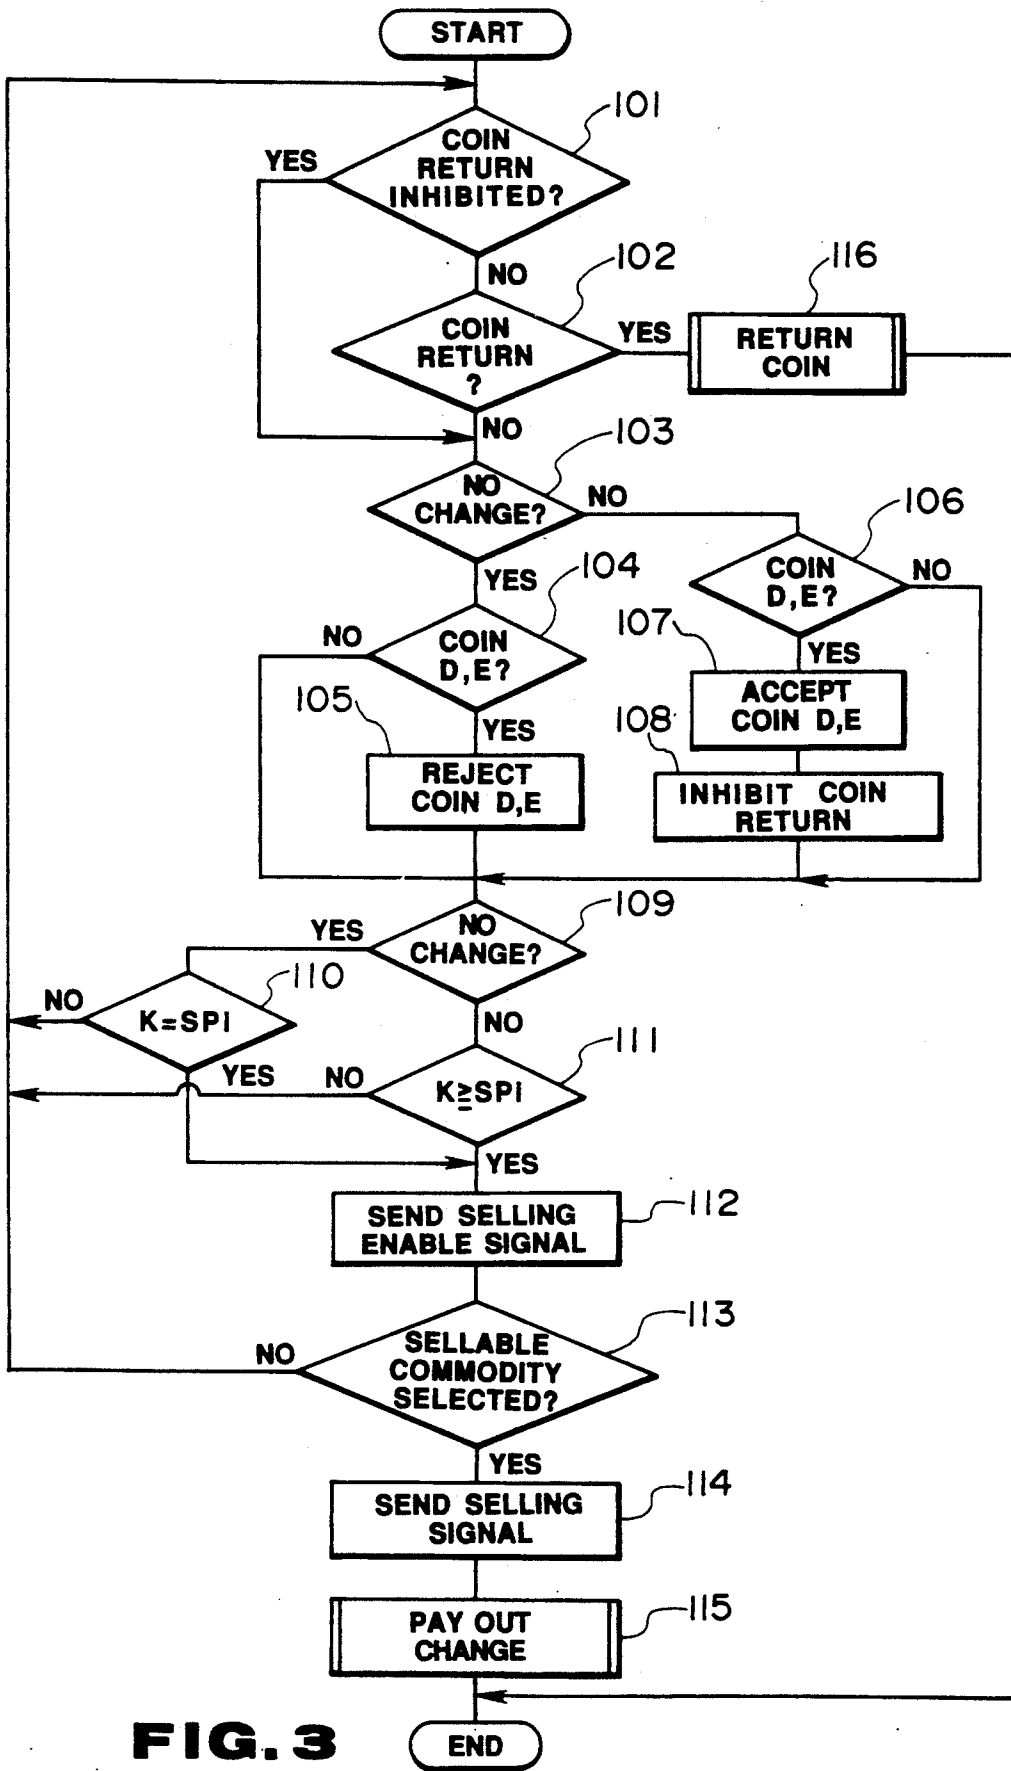 START
101
COIN
RETURN
INHIBITED?
YES
NO
102
COIN
RETURN
?
YES
116
RETURN
COIN
NO
103
NO
CHANGE?
NO
106
COIN
D,E?
NO
YES
104
COIN
D,E?
NO
107
YES
ACCEPT
COIN D,E
105
YES
REJECT
COIN D,E
108
INHIBIT COIN
RETURN
109
NO
CHANGE?
YES
110
K=SPi
NO
NO
YES
111
K≧SPi
NO
YES
112
SEND SELLING
ENABLE SIGNAL
113
SELLABLE
COMMODITY
SELECTED?
NO
YES
114
SEND SELLING
SIGNAL
115
PAY OUT
CHANGE
END
FIG. 3